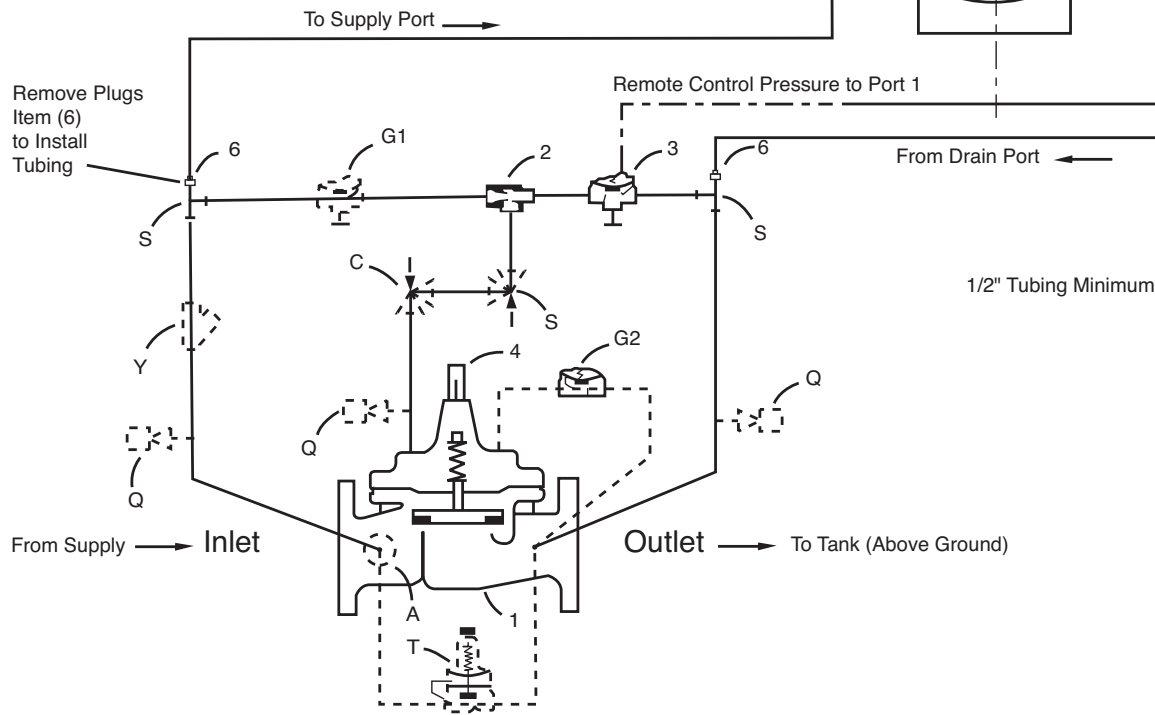 To Supply Port
Remove Plugs
Item (6)
to Install
Tubing
Remote Control Pressure to Port 1
6
G1
2
3
6
From Drain Port
S
S
C
S
1/2" Tubing Minimum
Y
4
G2
Q
Q
Q
From Supply
Inlet
Outlet
To Tank (Above Ground)
A
1
T